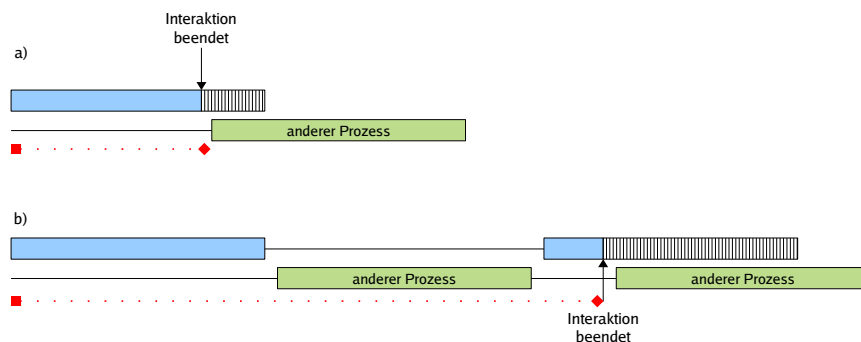 Interaktion
beendet
a)
anderer Prozess
b)
anderer Prozess
anderer Prozess
Interaktion
beendet